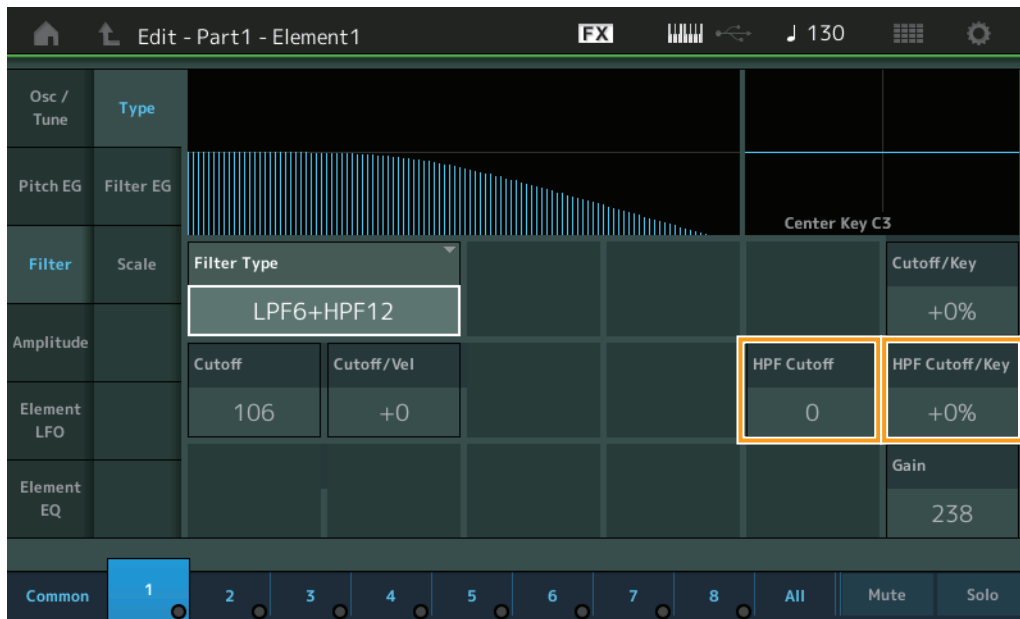 Edit - Part1 - Element1
FX
♩ 130
Osc / Tune
Type
Pitch EG
Filter EG
Center Key C3
Filter
Scale
Filter Type
LPF6+HPF12
Cutoff/Key
+0%
Amplitude
Cutoff
106
Cutoff/Vel
+0
HPF Cutoff
0
HPF Cutoff/Key
+0%
Element LFO
Element EQ
Gain
238
Common
1
2
3
4
5
6
7
8
All
Mute
Solo